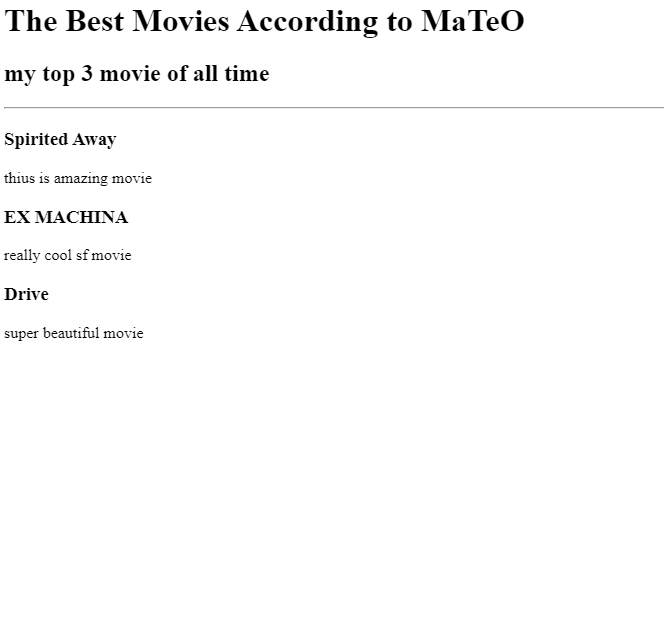 The Best Movies According to MaTeO
my top 3 movie of all time
Spirited Away
thius is amazing movie
EX MACHINA
really cool sf movie
Drive
super beautiful movie